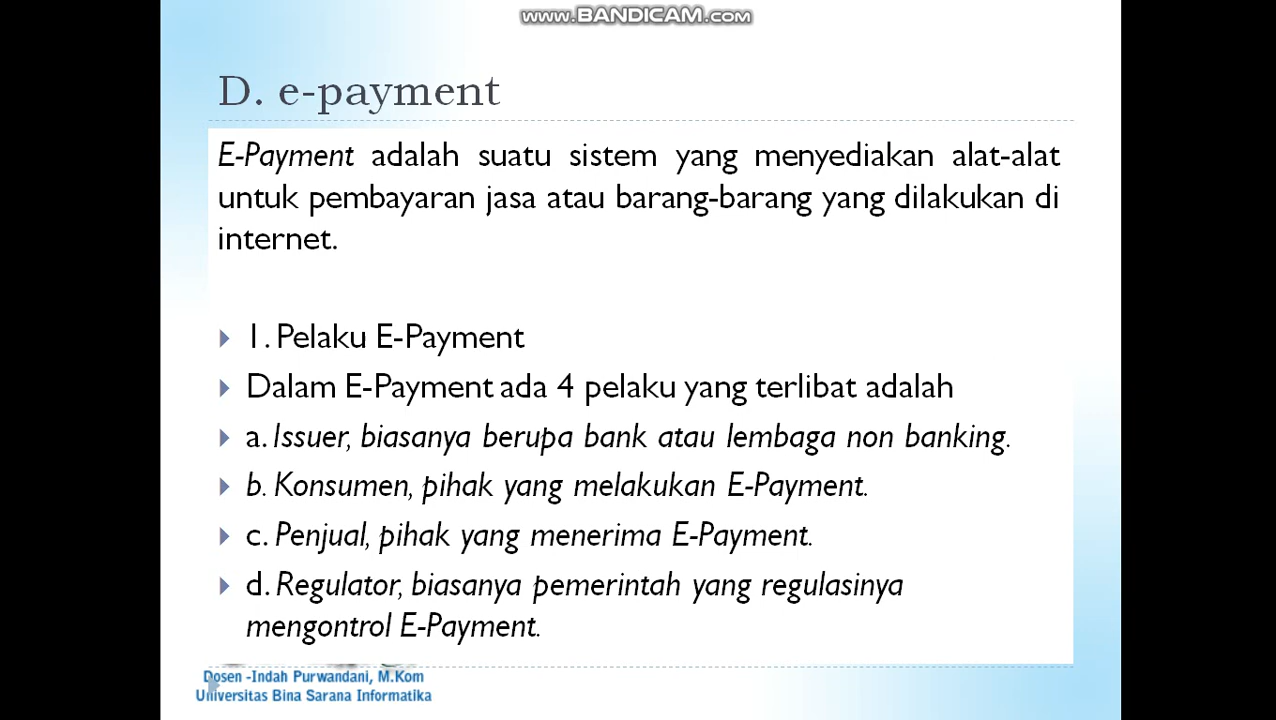 www.BANDICAM.com
D. e-payment
E-Payment adalah suatu sistem yang menyediakan alat-alat
untuk pembayaran jasa atau barang-barang yang dilakukan di
internet.
1. Pelaku E-Payment
Dalam E-Payment ada 4 pelaku yang terlibat adalah
a. Issuer, biasanya berupa bank atau lembaga non banking.
b. Konsumen, pihak yang melakukan E-Payment.
c. Penjual, pihak yang menerima E-Payment.
d. Regulator, biasanya pemerintah yang regulasinya
mengontrol E-Payment.
Dosen -Indah Purwandani, M.Kom
Universitas Bina Sarana Informatika